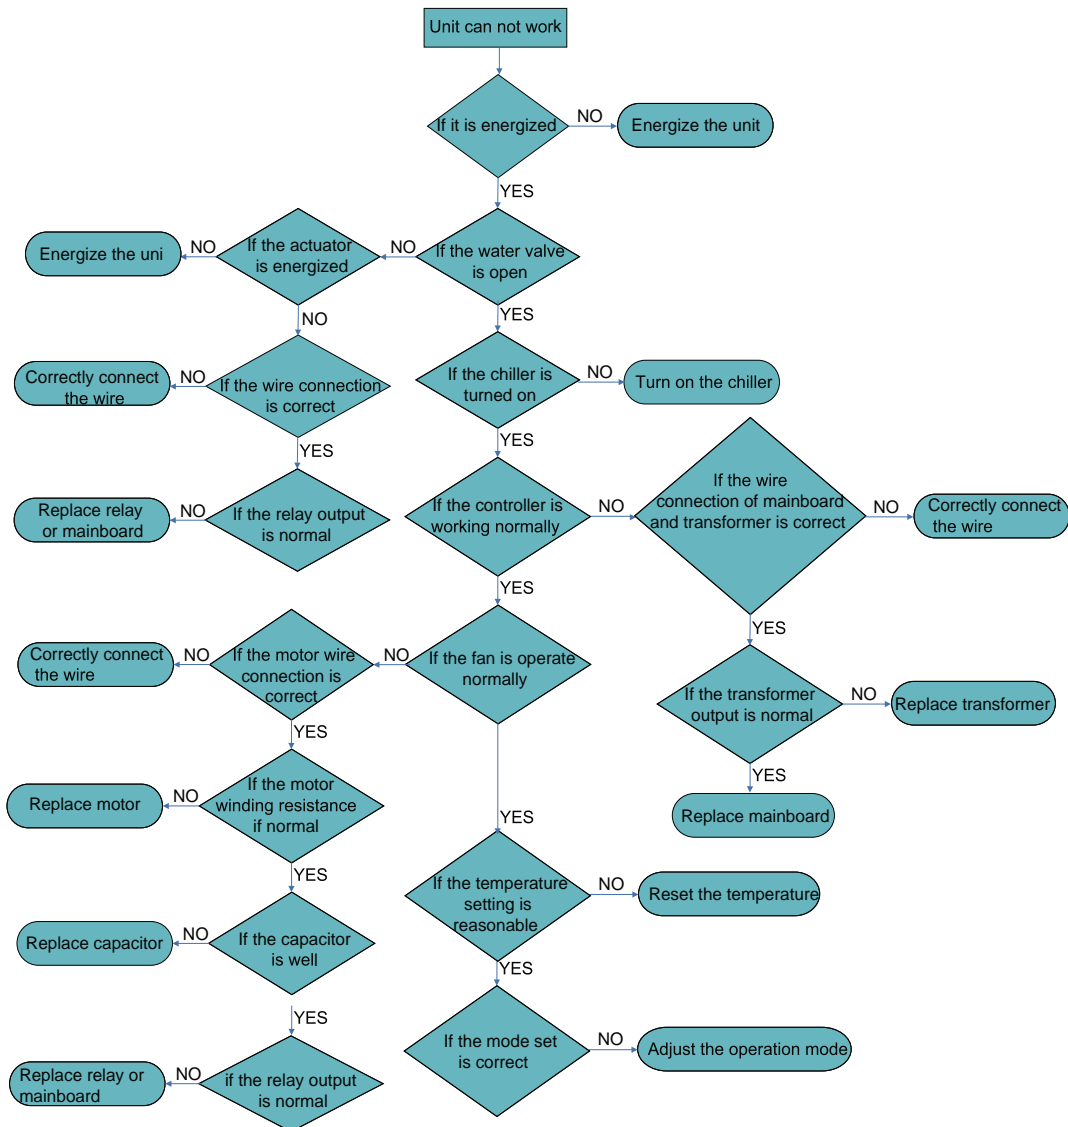 Unit can not work
If it is energized
NO
Energize the unit
YES
Energize the uni
NO
If the actuator
is energized
NO
If the water valve
is open
NO
YES
Correctly connect
the wire
NO
If the wire connection
is correct
If the chiller is
turned on
NO
Turn on the chiller
YES
YES
Replace relay
or mainboard
NO
If the relay output
is normal
If the controller is
working normally
NO
If the wire
connection of mainboard
and transformer is correct
NO
Correctly connect
the wire
YES
YES
Correctly connect
the wire
NO
If the motor wire
connection is
correct
NO
If the fan is operate
normally
If the transformer
output is normal
NO
Replace transformer
YES
YES
Replace motor
NO
If the motor
winding resistance
if normal
Replace mainboard
YES
YES
If the temperature
setting is
reasonable
NO
Reset the temperature
Replace capacitor
NO
If the capacitor
is well
YES
YES
If the mode set
is correct
NO
Adjust the operation mode
Replace relay or
mainboard
NO
if the relay output
is normal